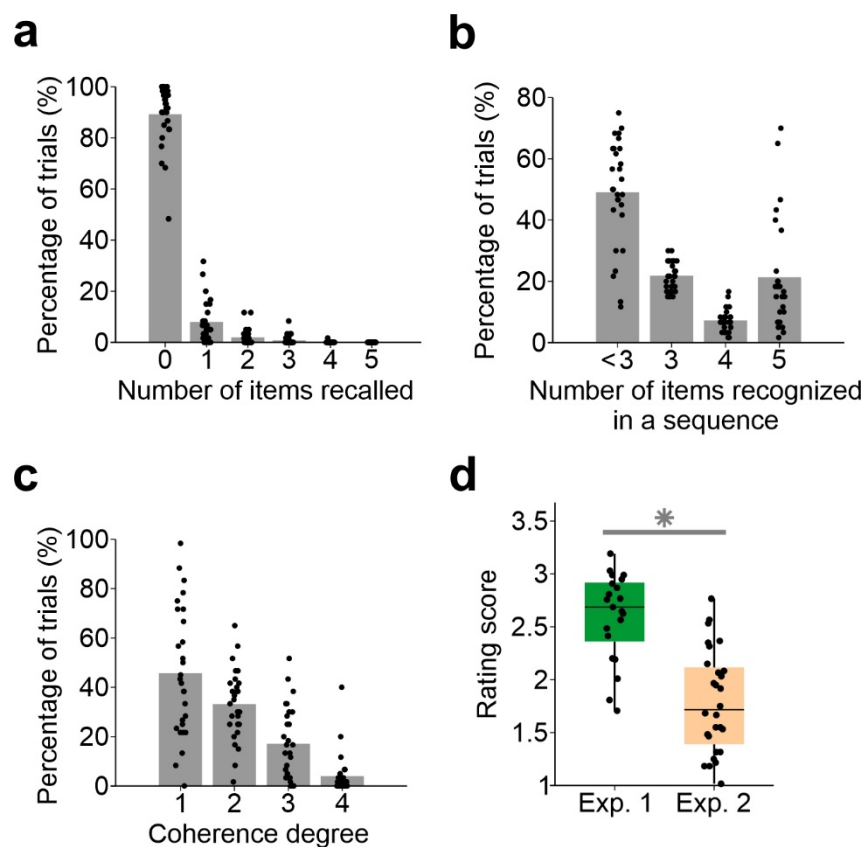 a
Percentage of trials (%)
100
80
60
40
20
0
0 1 2 3 4 5
Number of items recalled
b
Percentage of trials (%)
80
60
40
20
0
<3 3 4 5
Number of items recognized
in a sequence
c
Percentage of trials (%)
100
80
60
40
20
0
1 2 3 4
Coherence degree
d
Rating score
3.5
3
2.5
2
1.5
1
Exp. 1 Exp. 2